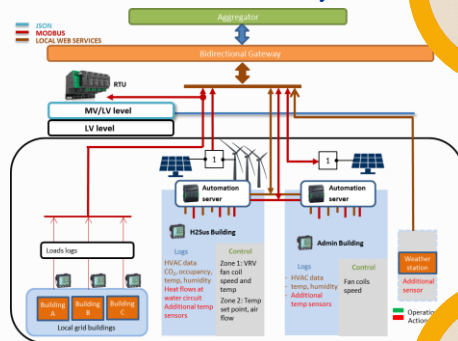 Aggregator
JSON
MODBUS
LOCAL WEB SERVICES
Bidirectional Gateway
RTU
MV/LV level
LV level
1
1
Automation
server
Automation
server
H2Sus Building
Admin Building
Logs
HVAC data
CO₂, occupancy,
temp, humidity
Heat flows at
water circuit
Additional temp
sensors
Control
Zone 1: VRV
fan coil
speed and temp
Zone 2: Temp
set point, air
flow
Logs
- HVAC data
- temp, humidity
- Additional
temp sensors
Control
Fan coils
speed
Weather
station
Additional
sensor
Loads logs
Building
A
Building
B
Building
C
Local grid buildings